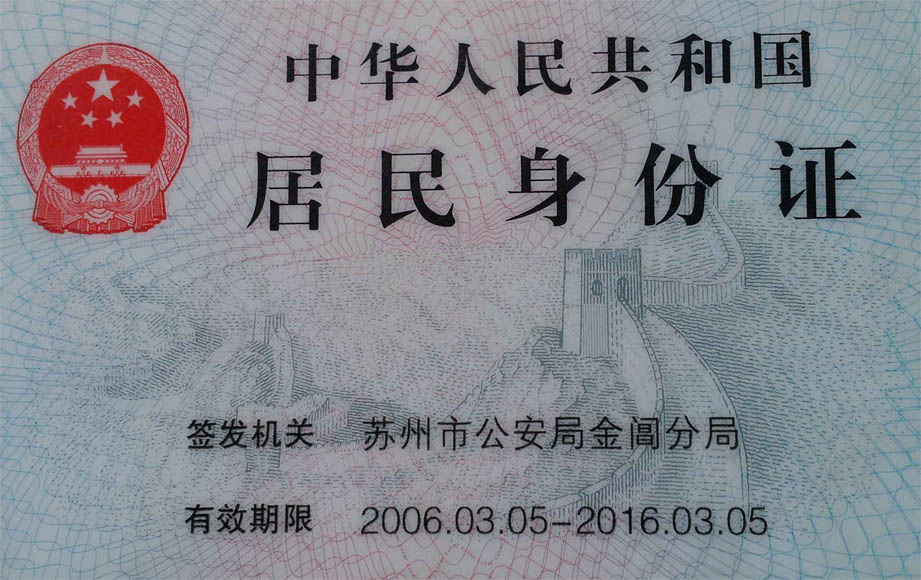 中华人民共和国
居民身份证
签发机关 苏州市公安局金阊分局
有效期限 2006.03.05-2016.03.05